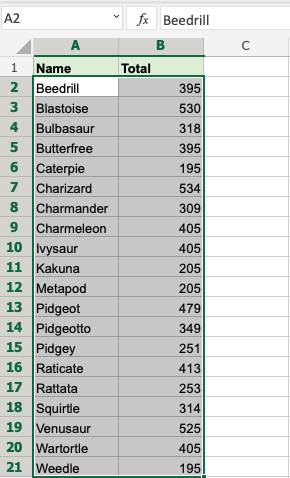 A2 fx Beedrill
A B C
1 Name Total
2 Beedrill 395
3 Blastoise 530
4 Bulbasaur 318
5 Butterfree 395
6 Caterpie 195
7 Charizard 534
8 Charmander 309
9 Charmeleon 405
10 Ivysaur 405
11 Kakuna 205
12 Metapod 205
13 Pidgeot 479
14 Pidgeotto 349
15 Pidgey 251
16 Raticate 413
17 Rattata 253
18 Squirtle 314
19 Venusaur 525
20 Wartortle 405
21 Weedle 195